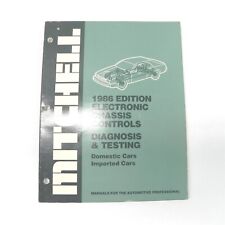 MITCHELL
1986 EDITION
ELECTRONIC
CHASSIS
CONTROLS
DIAGNOSIS
& TESTING
Domestic Cars
Imported Cars
MANUALS FOR THE AUTOMOTIVE PROFESSIONAL